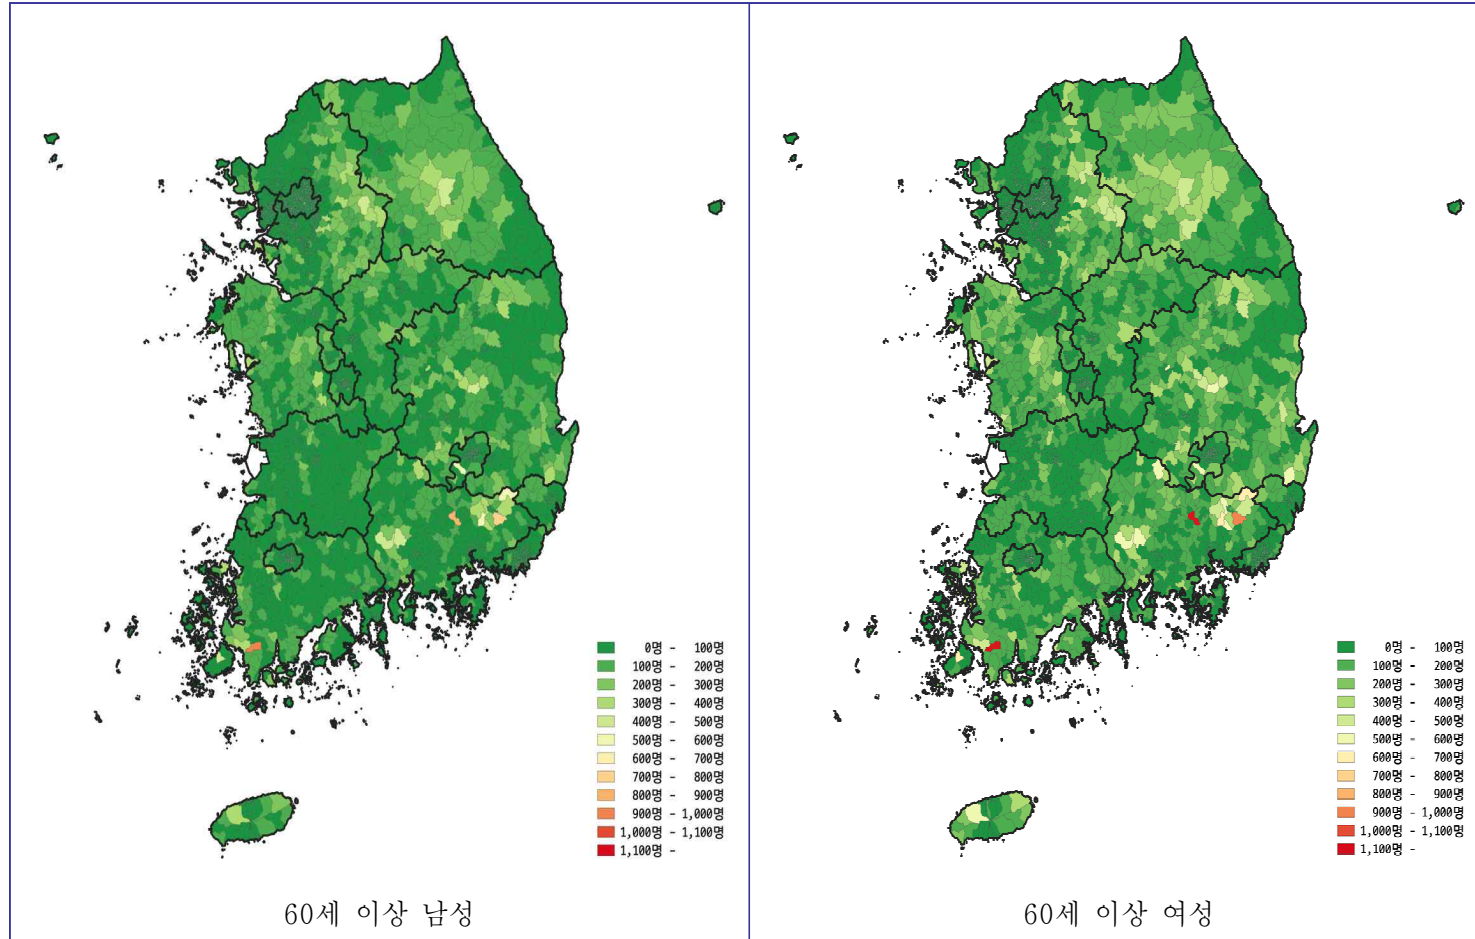 0명 - 100명
100명 - 200명
200명 - 300명
300명 - 400명
400명 - 500명
500명 - 600명
600명 - 700명
700명 - 800명
800명 - 900명
900명 - 1,000명
1,000명 - 1,100명
1,100명 -
60세 이상 남성
0명 - 100명
100명 - 200명
200명 - 300명
300명 - 400명
400명 - 500명
500명 - 600명
600명 - 700명
700명 - 800명
800명 - 900명
900명 - 1,000명
1,000명 - 1,100명
1,100명 -
60세 이상 여성